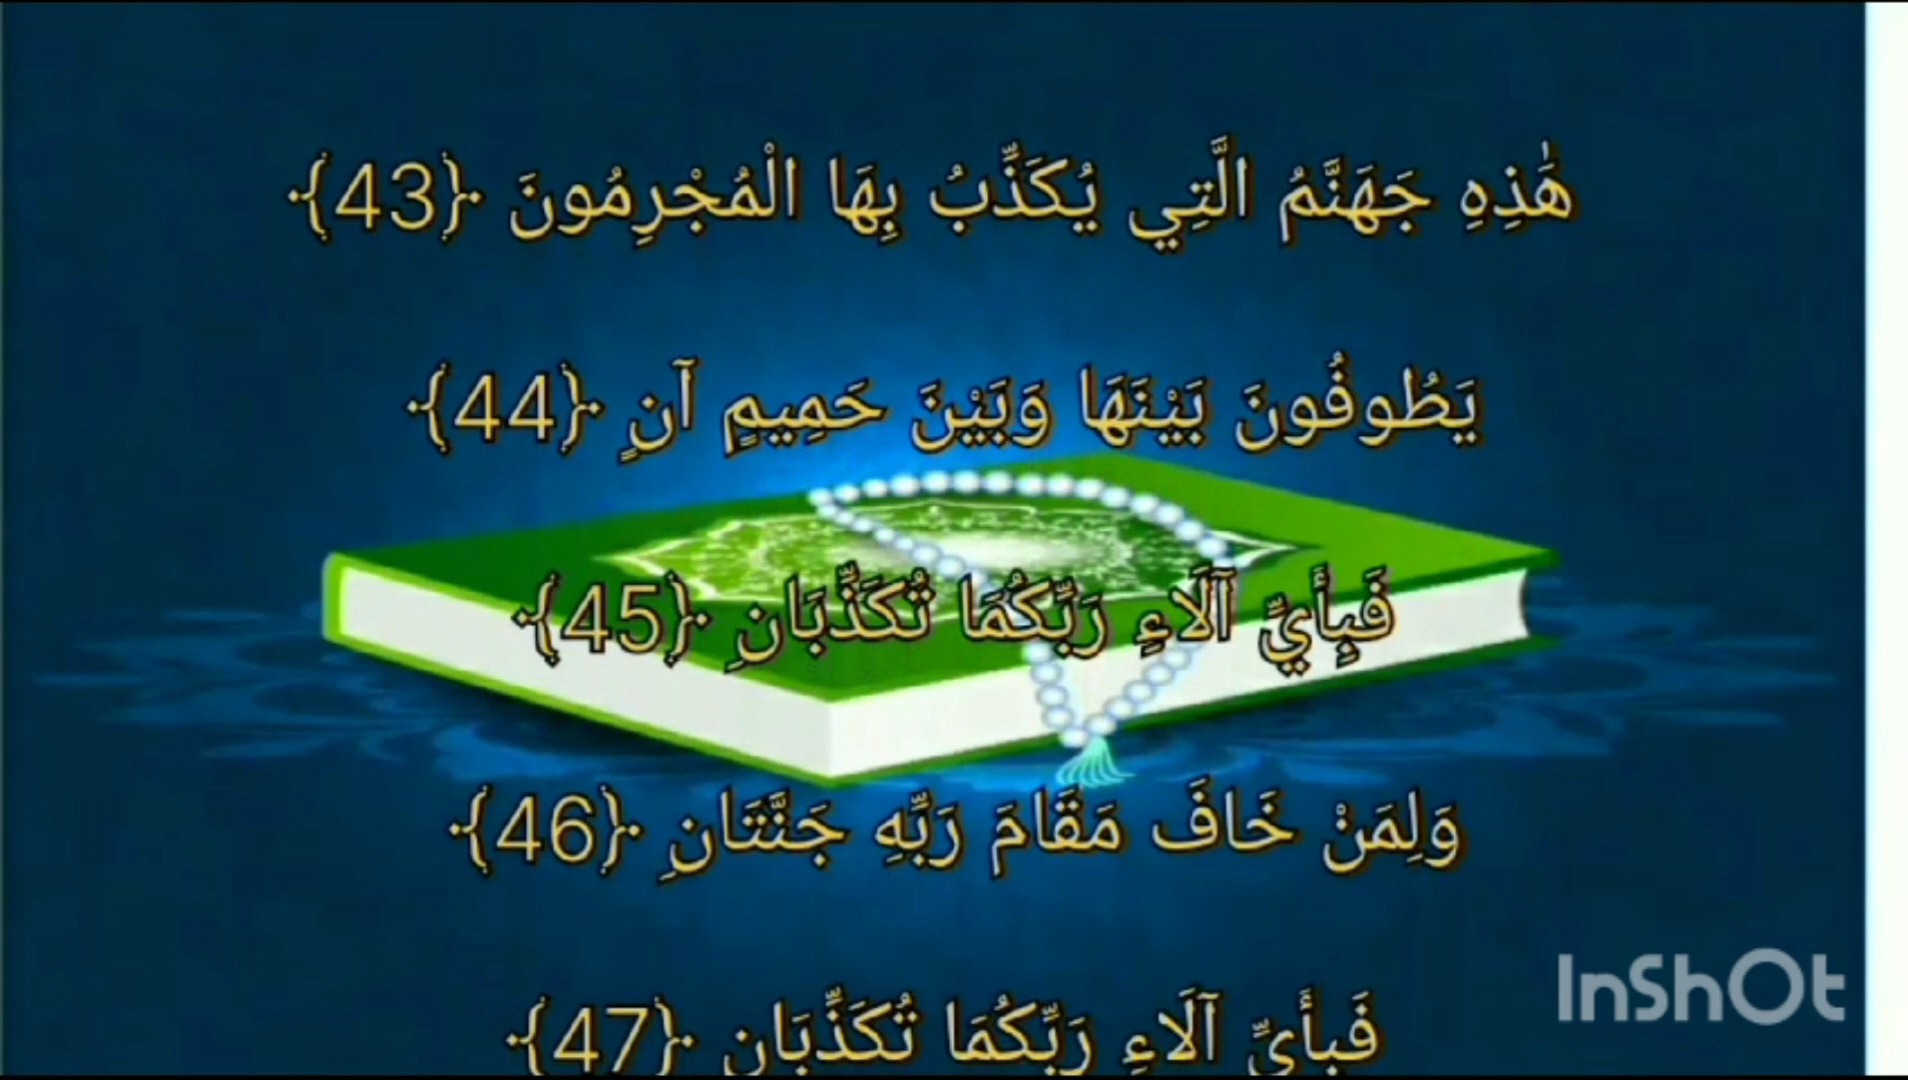 هَٰذِهِ جَهَنَّمُ الَّتِي يُكَذِّبُ بِهَا الْمُجْرِمُونَ ﴿43﴾
يَطُوفُونَ بَيْنَهَا وَبَيْنَ حَمِيمٍ آنٍ ﴿44﴾
فَبِأَيِّ آلَاءِ رَبِّكُمَا تُكَذِّبَانِ ﴿45﴾
وَلِمَنْ خَافَ مَقَامَ رَبِّهِ جَنَّتَانِ ﴿46﴾
فَبِأَيِّ آلَاءِ رَبِّكُمَا تُكَذِّبَانِ ﴿47﴾
InShOt